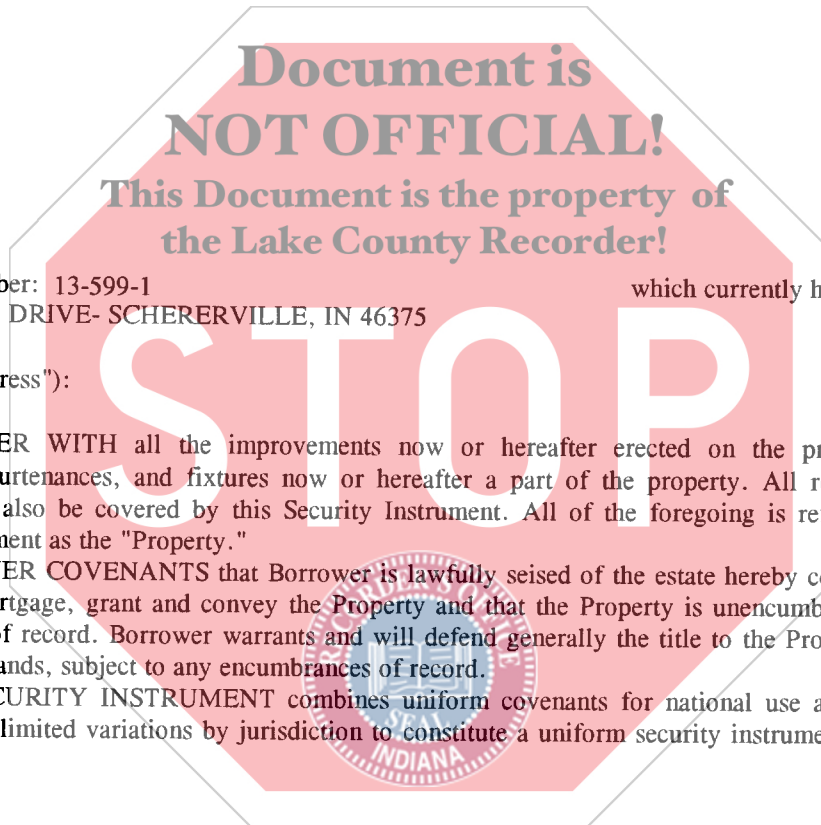 Document is
NOT OFFICIAL!
This Document is the property of
the Lake County Recorder!
ber: 13-599-1 which currently h
DRIVE- SCHERERVILLE, IN 46375
ress"):
STOP
ER WITH all the improvements now or hereafter erected on the pr
urtenances, and fixtures now or hereafter a part of the property. All r
also be covered by this Security Instrument. All of the foregoing is re
ment as the "Property."
ER COVENANTS that Borrower is lawfully seised of the estate hereby c
rtgage, grant and convey the Property and that the Property is unencumb
f record. Borrower warrants and will defend generally the title to the Pro
ands, subject to any encumbrances of record.
CURITY INSTRUMENT combines uniform covenants for national use a
limited variations by jurisdiction to constitute a uniform security instrume
RECORDER'S OFFICE
SEAL
INDIANA